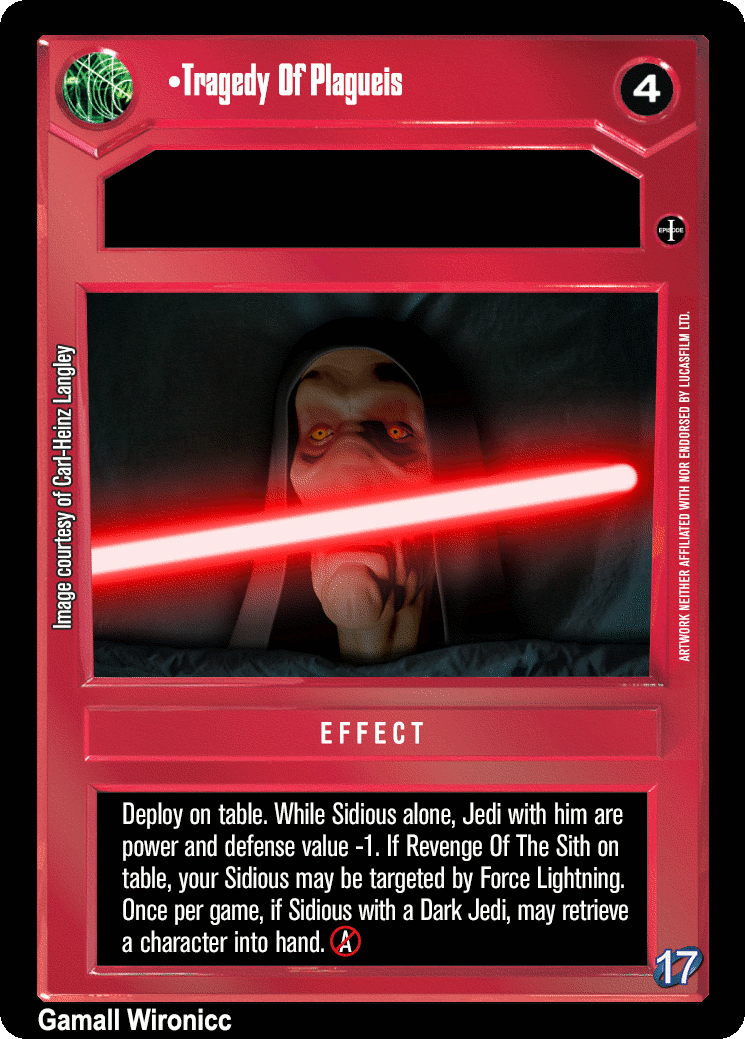 •Tragedy Of Plagueis
4
EPISODE
I
Image courtesy of Carl-Heinz Langley
ARTWORK NEITHER AFFILIATED WITH NOR ENDORSED BY LUCASFILM LTD.
EFFECT
Deploy on table. While Sidious alone, Jedi with him are
power and defense value -1. If Revenge Of The Sith on
table, your Sidious may be targeted by Force Lightning.
Once per game, if Sidious with a Dark Jedi, may retrieve
a character into hand. A
17
Gamall Wironicc